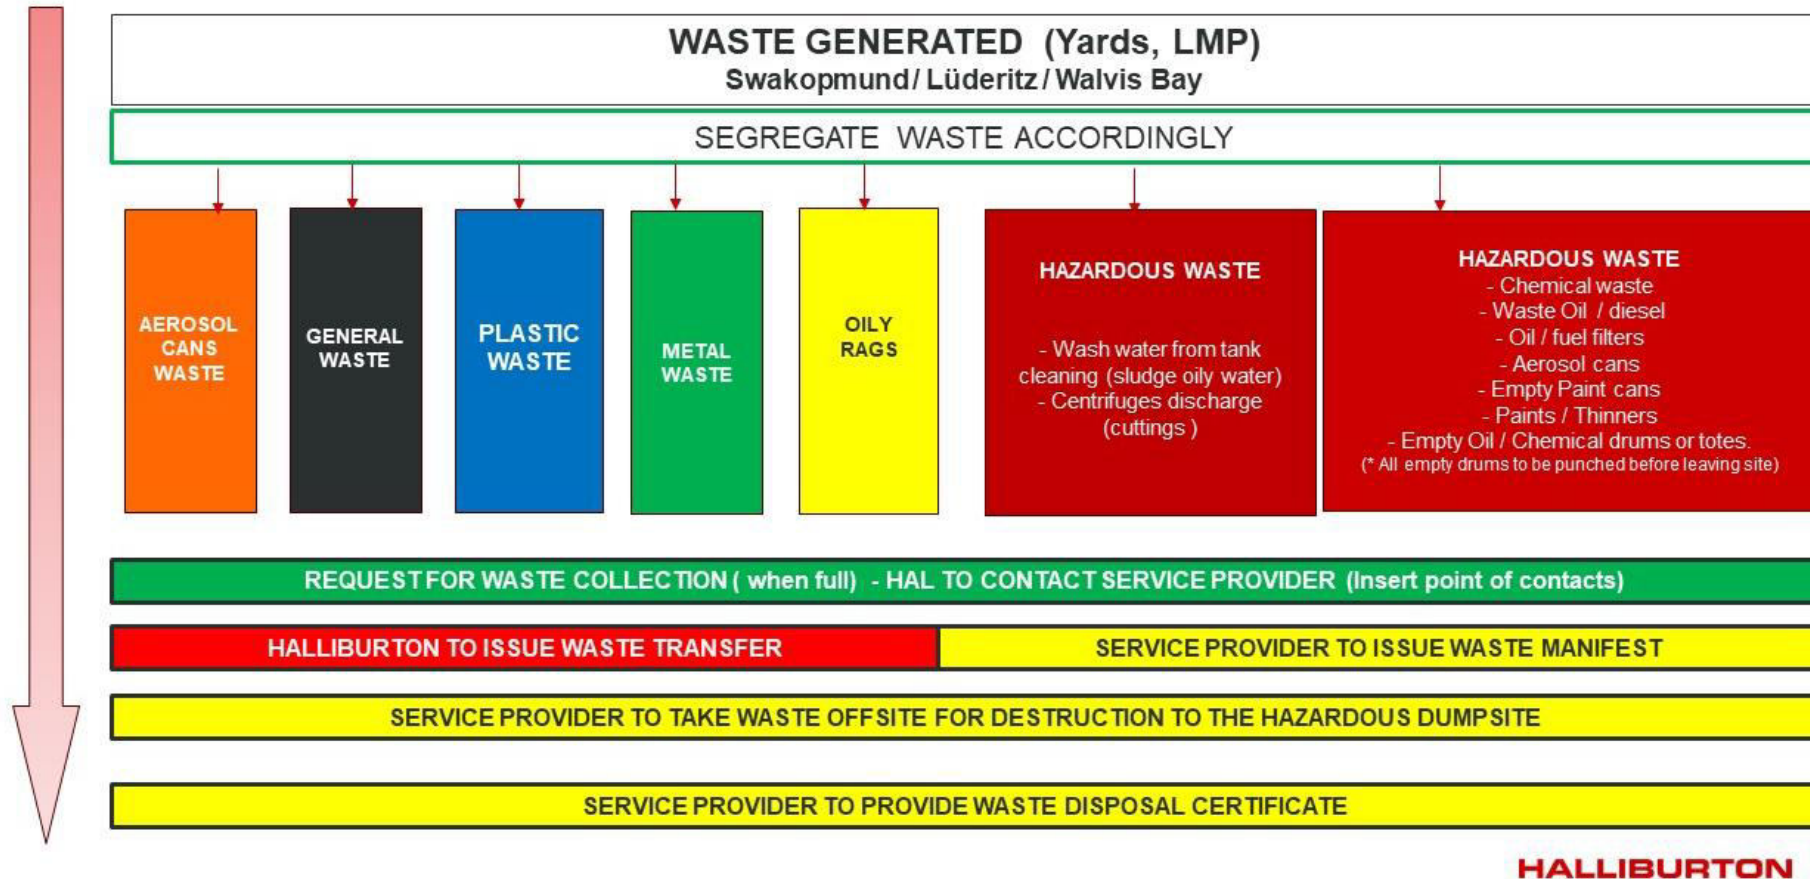 WASTE GENERATED (Yards, LMP)
Swakopmund/ Lüderitz / Walvis Bay
SEGREGATE WASTE ACCORDINGLY
AEROSOL
CANS
WASTE
GENERAL
WASTE
PLASTIC
WASTE
METAL
WASTE
OILY
RAGS
HAZARDOUS WASTE
- Wash water from tank
cleaning (sludge oily water)
- Centrifuges discharge
(cuttings )
HAZARDOUS WASTE
- Chemical waste
- Waste Oil / diesel
- Oil / fuel filters
- Aerosol cans
- Empty Paint cans
- Paints / Thinners
- Empty Oil / Chemical drums or totes.
(* All empty drums to be punched before leaving site)
REQUEST FOR WASTE COLLECTION ( when full) - HAL TO CONTACT SERVICE PROVIDER (Insert point of contacts)
HALLIBURTON TO ISSUE WASTE TRANSFER
SERVICE PROVIDER TO ISSUE WASTE MANIFEST
SERVICE PROVIDER TO TAKE WASTE OFFSITE FOR DESTRUCTION TO THE HAZARDOUS DUMPSITE
SERVICE PROVIDER TO PROVIDE WASTE DISPOSAL CERTIFICATE
HALLIBURTON